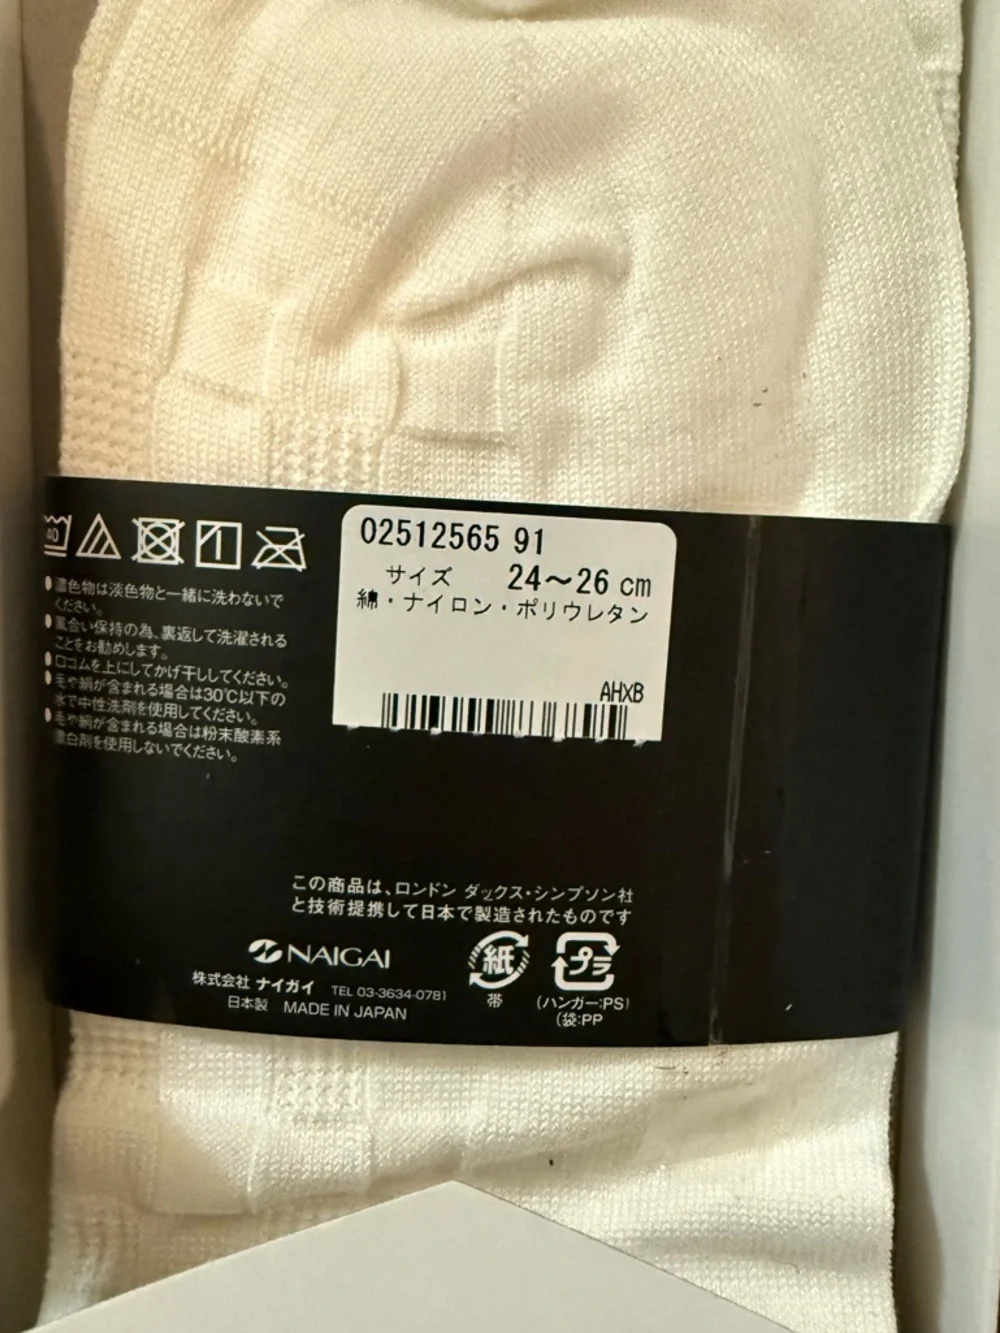 40
●濃色物は淡色物と一緒に洗わないで
ください。
●風合い保持の為、裏返して洗濯される
ことをお勧めします。
●口ゴムを上にしてかげ干ししてください。
●毛や絹が含まれる場合は30℃以下の
水で中性洗剤を使用してください。
●毛や絹が含まれる場合は粉末酸素系
漂白剤を使用しないでください。
02512565 91
サイズ 24〜26 cm
綿・ナイロン・ポリウレタン
AHXB
この商品は、ロンドン ダックス・シンプソン社
と技術提携して日本で製造されたものです
NAIGAI
株式会社 ナイガイ TEL 03-3634-0781
日本製 MADE IN JAPAN
紙
帯
プラ
(ハンガー:PS)
(袋:PP